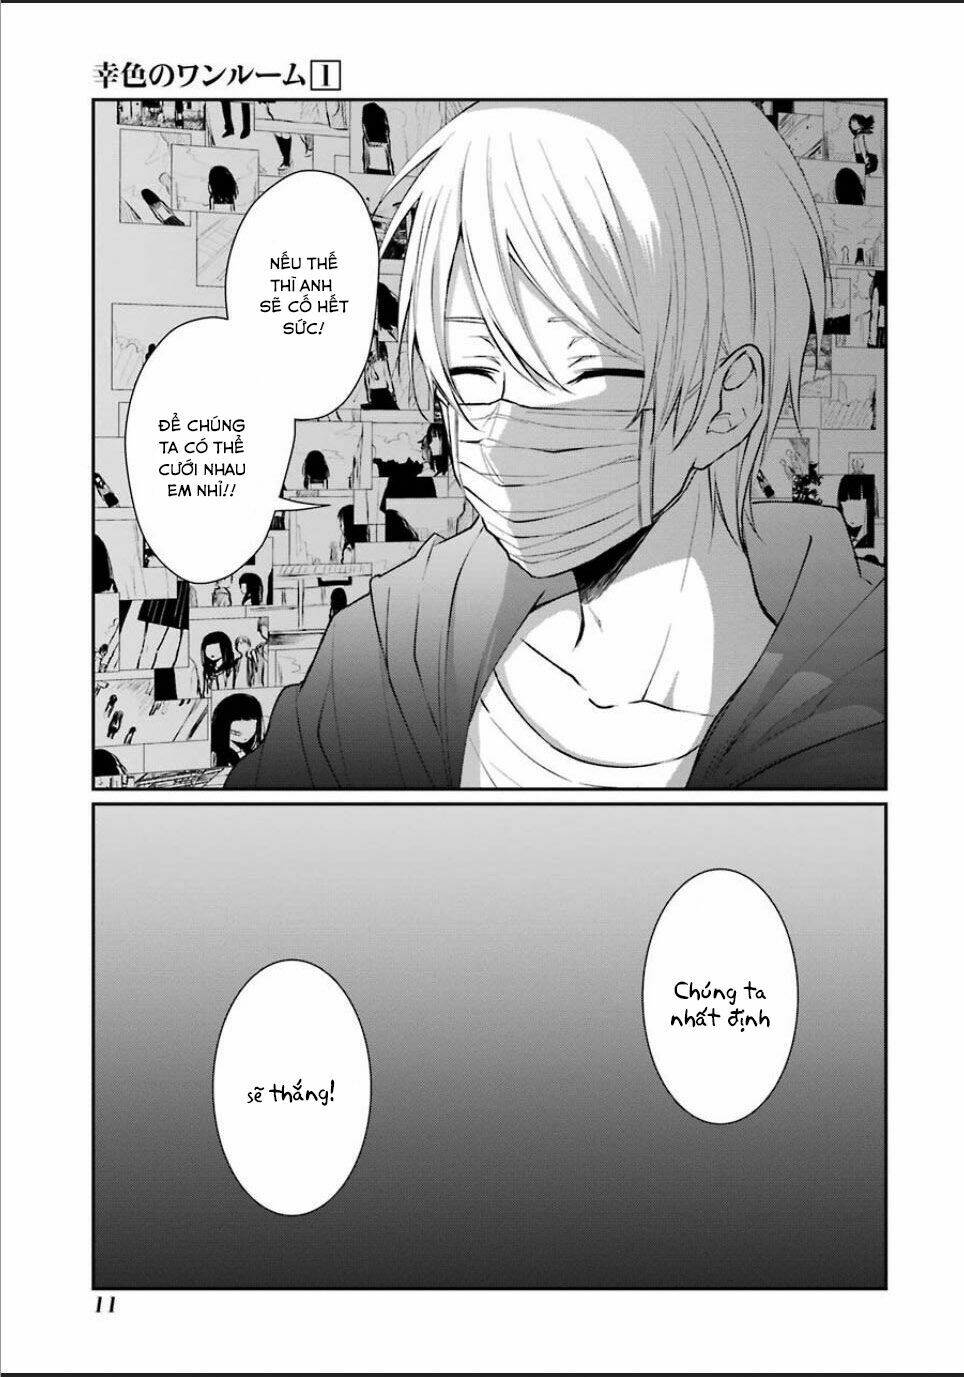 幸色のワンルーム 1
NẾU THẾ
THÌ ANH
SẼ CỐ HẾT
SỨC!
ĐỂ CHÚNG
TA CÓ THỂ
CƯỚI NHAU
EM NHỈ!!
Chúng ta
nhất định
sẽ thắng!
11